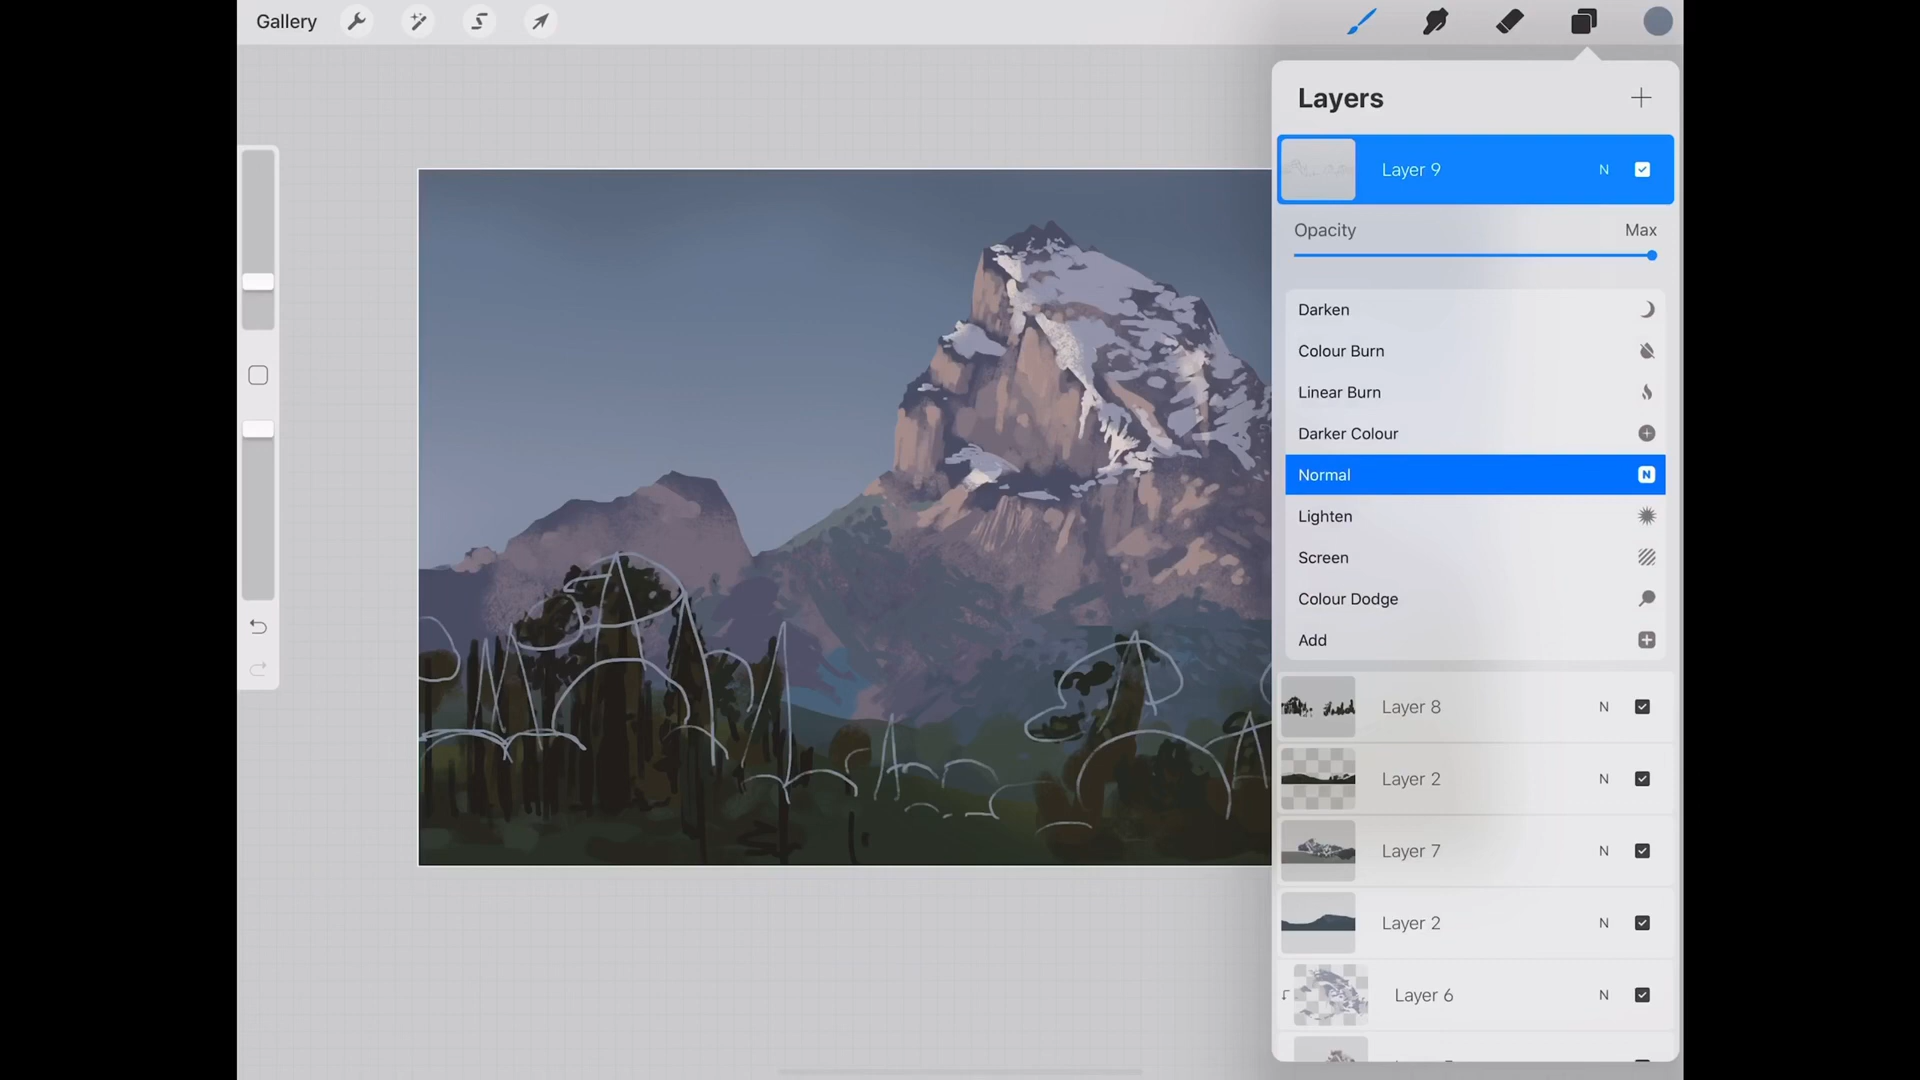 Gallery
Layers
Layer 9 N
Opacity Max
Darken
Colour Burn
Linear Burn
Darker Colour
Normal N
Lighten
Screen
Colour Dodge
Add
Layer 8 N
Layer 2 N
Layer 7 N
Layer 2 N
Layer 6 N